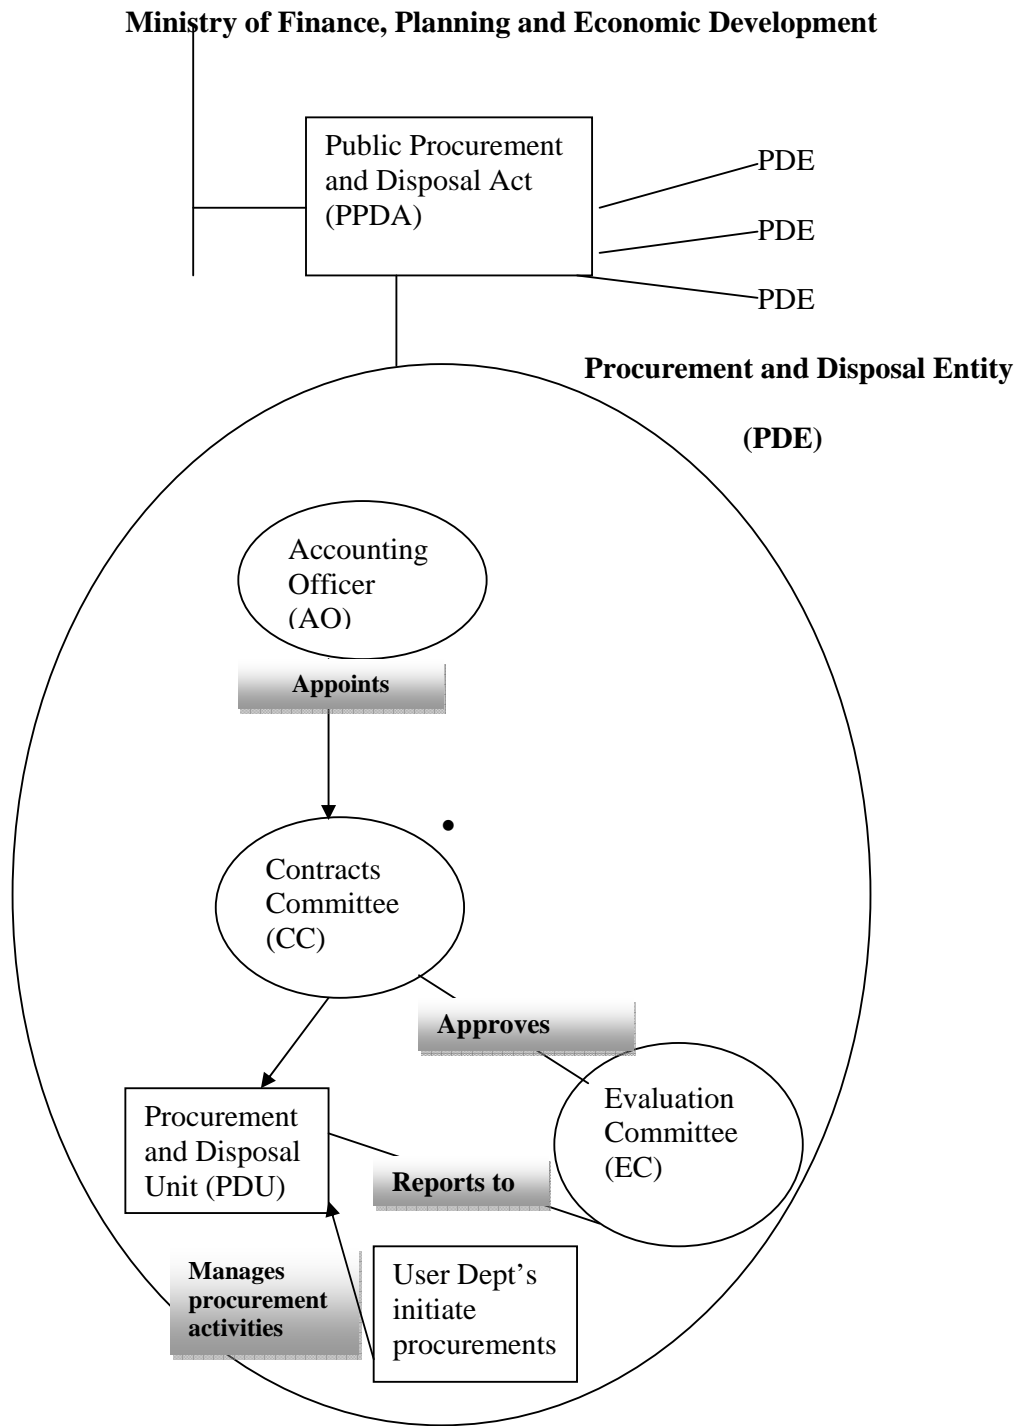 Ministry of Finance, Planning and Economic Development
Public Procurement
and Disposal Act
(PPDA)
PDE
PDE
PDE
Procurement and Disposal Entity
(PDE)
Accounting
Officer
(AO)
Appoints
•
Contracts
Committee
(CC)
Approves
Evaluation
Committee
(EC)
Procurement
and Disposal
Unit (PDU)
Reports to
Manages
procurement
activities
User Dept’s
initiate
procurements